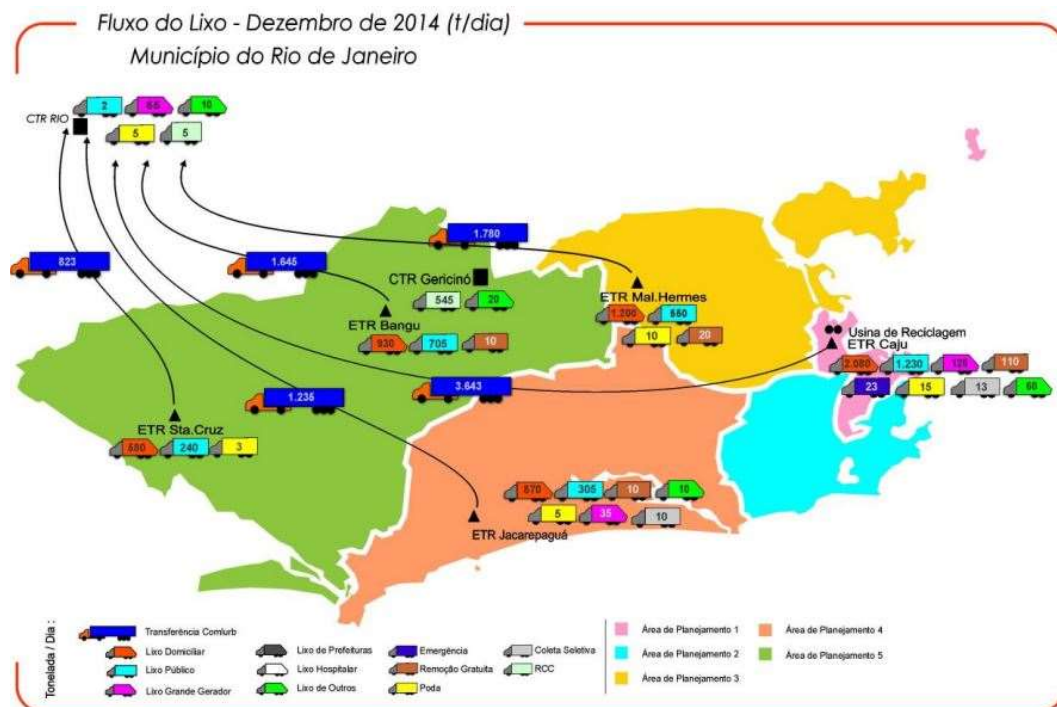 Fluxo do Lixo - Dezembro de 2014 (t/dia)
Município do Rio de Janeiro
2
10
CTR RIO
5
5
1.780
823
1.645
CTR Gericinó
545
20
ETR Mal.Hermes
1.200
550
10
20
ETR Bangu
930
705
10
Usina de Reciclagem
ETR Caju
2.080
1.230
110
23
15
13
60
1.235
3.643
ETR Sta.Cruz
580
240
3
305
10
10
5
35
10
ETR Jacarepaguá
Tonelada / Dia :
Transferência Comlurb
Lixo Domiciliar
Lixo Público
Lixo Grande Gerador
Lixo de Prefeituras
Lixo Hospitalar
Lixo de Outros
Emergência
Remoção Gratuita
Poda
Coleta Seletiva
RCC
Área de Planejamento 1
Área de Planejamento 2
Área de Planejamento 3
Área de Planejamento 4
Área de Planejamento 5